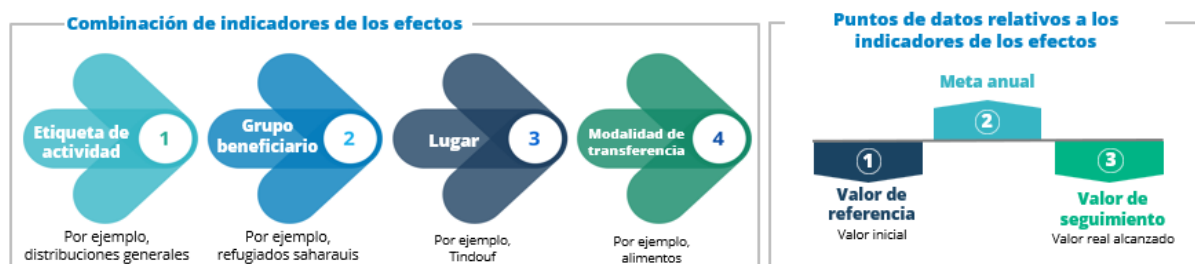 Combinación de indicadores de los efectos
Etiqueta de
actividad
1
Por ejemplo,
distribuciones generales
Grupo
beneficiario
2
Por ejemplo,
refugiados saharauis
Lugar
3
Por ejemplo,
Tindouf
Modalidad de
transferencia
4
Por ejemplo,
alimentos
Puntos de datos relativos a los
indicadores de los efectos
Meta anual
2
1
Valor de
referencia
Valor inicial
3
Valor de
seguimiento
Valor real alcanzado